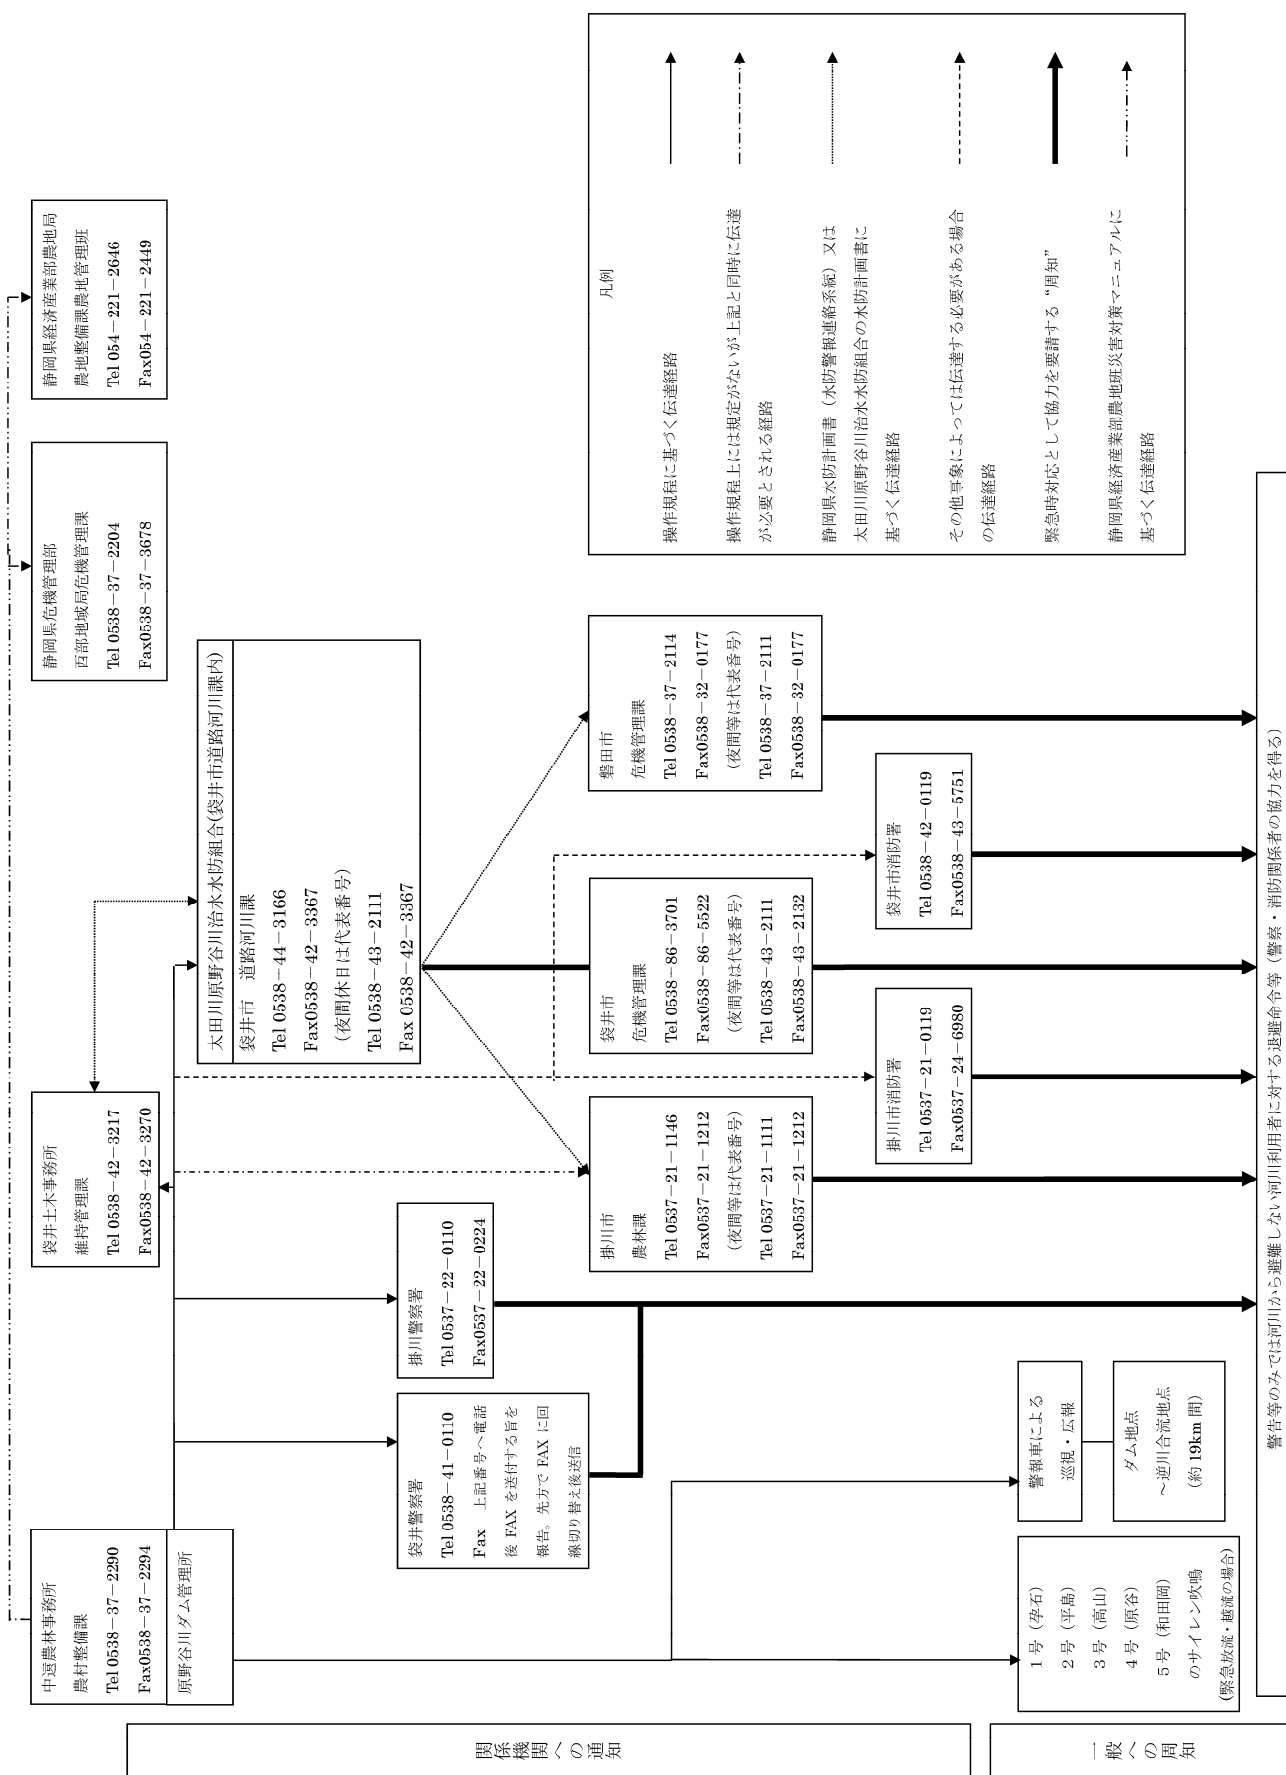 関係機関への通知
一般への周知
中遠農林事務所
農村整備課
Tel 0538－37－2290
Fax0538－37－2294
原野谷川ダム管理所
袋井土木事務所
維持管理課
Tel 0538－42－3217
Fax0538－42－3270
静岡県危機管理部
西部地域局危機管理課
Tel 0538－37－2204
Fax0538－37－3678
静岡県経済産業部農地局
農地整備課農地管理班
Tel 054－221－2646
Fax054－221－2449
太田川原野谷川治水水防組合(袋井市道路河川課内)
袋井市　道路河川課
Tel 0538－44－3166
Fax0538－42－3367
(夜間休日は代表番号)
Tel 0538－43－2111
Fax 0538－42－3367
袋井警察署
Tel 0538－41－0110
Fax　上記番号へ電話
後 FAX を送付する旨を
報告。先方で FAX に回
線切り替え後送信
掛川警察署
Tel 0537－22－0110
Fax0537－22－0224
掛川市
農林課
Tel 0537－21－1146
Fax0537－21－1212
(夜間等は代表番号)
Tel 0537－21－1111
Fax0537－21－1212
袋井市
危機管理課
Tel 0538－86－3701
Fax0538－86－5522
(夜間等は代表番号)
Tel 0538－43－2111
Fax0538－43－2132
磐田市
危機管理課
Tel 0538－37－2114
Fax0538－32－0177
(夜間等は代表番号)
Tel 0538－37－2111
Fax0538－32－0177
掛川市消防署
Tel 0537－21－0119
Fax0537－24－6980
袋井市消防署
Tel 0538－42－0119
Fax0538－43－5751
1 号 (孕石)
2 号 (平島)
3 号 (高山)
4 号 (原谷)
5 号 (和田岡)
のサイレン吹鳴
(緊急放流・越流の場合)
警報車による
巡視・広報
ダム地点
～逆川合流地点
(約 19km 間)
警告等のみでは河川から避難しない河川利用者に対する退避命令等 (警察・消防関係者の協力を得る)
凡例
操作規程に基づく伝達経路
操作規程上には規定がないが上記と同時に伝達
が必要とされる経路
静岡県水防計画書 (水防警報連絡系統) 又は
太田川原野谷川治水水防組合の水防計画書に
基づく伝達経路
その他事象によっては伝達する必要がある場合
の伝達経路
緊急時対応として協力を要請する“周知”
静岡県経済産業部農地班災害対策マニュアルに
基づく伝達経路